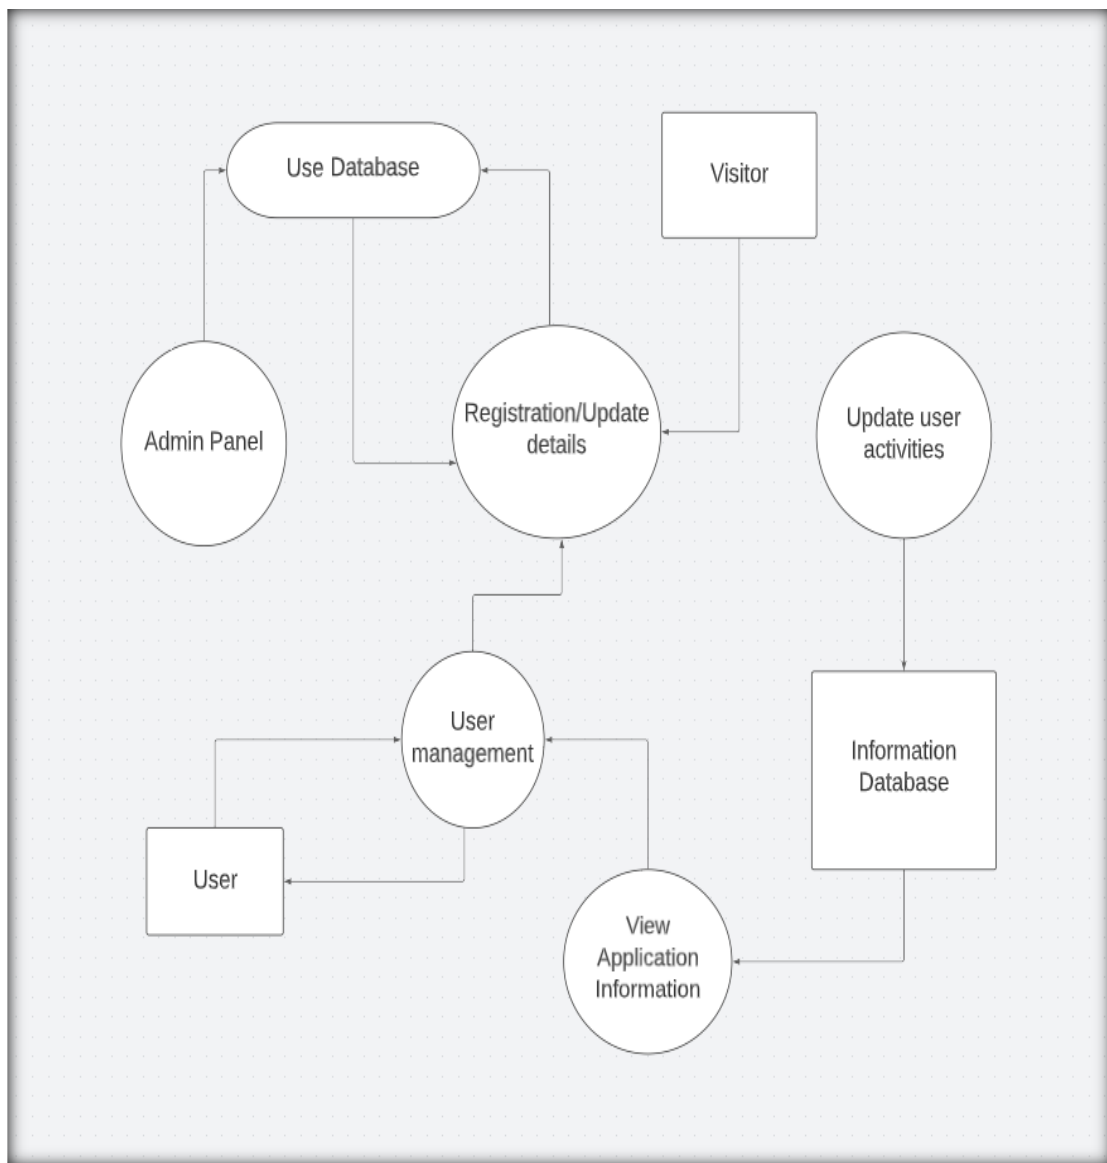 Use Database
Visitor
Registration/Update
details
Admin Panel
Update user
activities
User
management
Information
Database
User
View
Application
Information